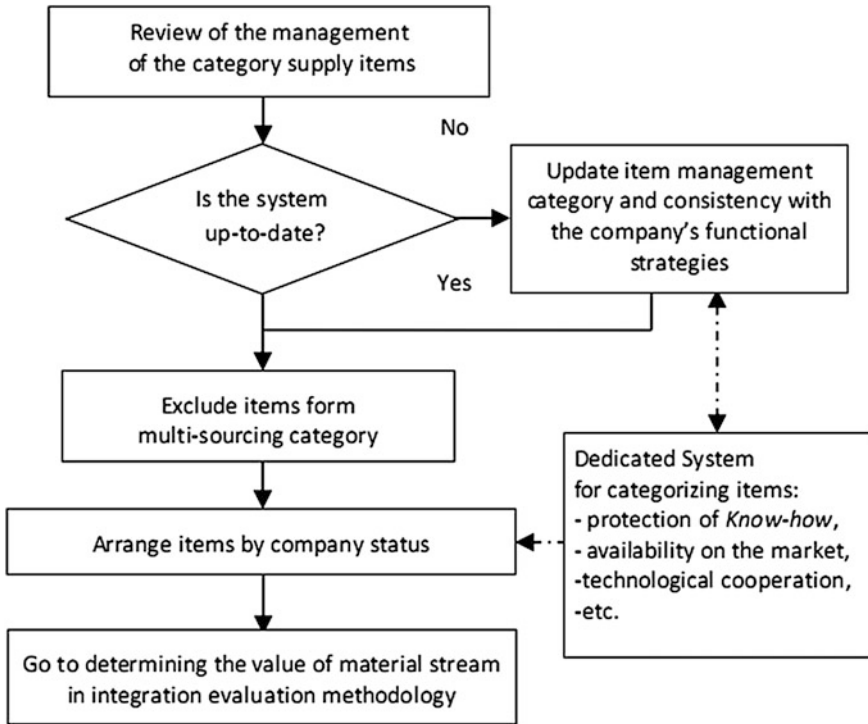 Review of the management
of the category supply items
No
Is the system
up-to-date?
Update item management
category and consistency with
the company's functional
strategies
Yes
Exclude items form
multi-sourcing category
Dedicated System
for categorizing items:
- protection of Know-how,
- availability on the market,
-technological cooperation,
-etc.
Arrange items by company status
Go to determining the value of material stream
in integration evaluation methodology